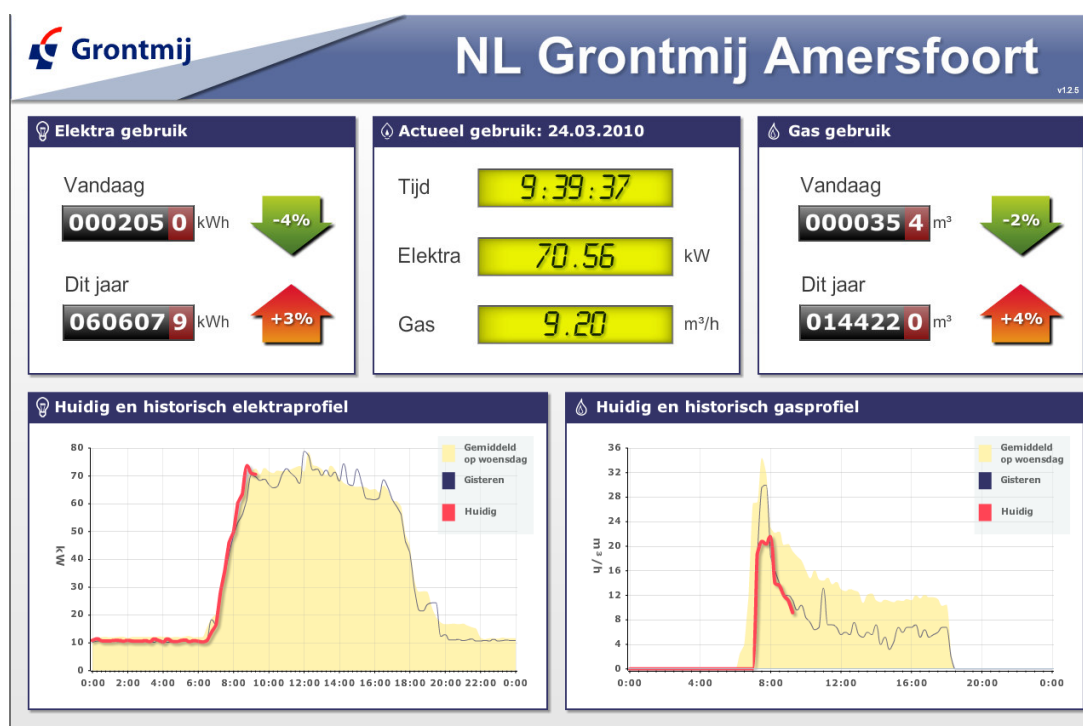 Grontmij
NL Grontmij Amersfoort
v1.2.5
Elektra gebruik
Vandaag
000205 0 kWh
-4%
Dit jaar
060607 9 kWh
+3%
Actueel gebruik: 24.03.2010
Tijd 9:39:37
Elektra 70.56 kW
Gas 9.20 m³/h
Gas gebruik
Vandaag
000035 4 m³
-2%
Dit jaar
014422 0 m³
+4%
Huidig en historisch elektraprofiel
80
70
60
50
40
30
20
10
0
kW
0:00 2:00 4:00 6:00 8:00 10:00 12:00 14:00 16:00 18:00 20:00 22:00 0:00
Gemiddeld
op woensdag
Gisteren
Huidig
Huidig en historisch gasprofiel
36
32
28
24
20
16
12
8
4
0
m³/h
0:00 4:00 8:00 12:00 16:00 20:00 0:00
Gemiddeld
op woensdag
Gisteren
Huidig